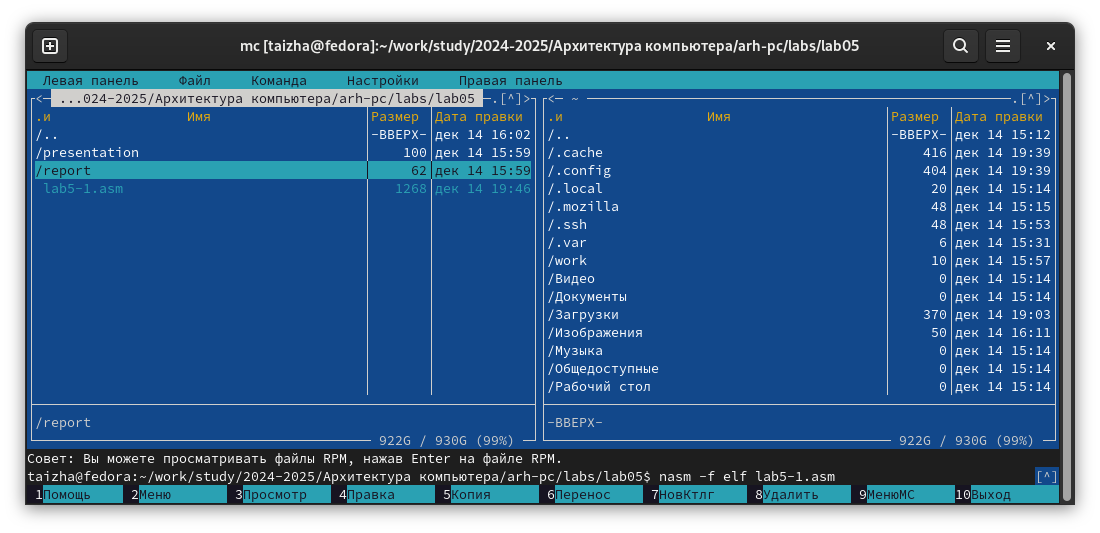 mc [taizha@fedora]:~/work/study/2024-2025/Архитектура компьютера/arh-pc/labs/lab05
Левая панель Файл Команда Настройки Правая панель
<─ ...024-2025/Архитектура компьютера/arh-pc/labs/lab05 ─.[^]>
.и Имя Размер Дата правки
/.. -ВВЕРХ- дек 14 16:02
/presentation 100 дек 14 15:59
/report 62 дек 14 15:59
lab5-1.asm 1268 дек 14 19:46
/report
922G / 930G (99%)
<─ ~ ─.[^]>
.и Имя Размер Дата правки
/.. -ВВЕРХ- дек 14 15:12
/.cache 416 дек 14 19:39
/.config 404 дек 14 19:39
/.local 20 дек 14 15:14
/.mozilla 48 дек 14 15:15
/.ssh 48 дек 14 15:53
/.var 6 дек 14 15:31
/work 10 дек 14 15:57
/Видео 0 дек 14 15:14
/Документы 0 дек 14 15:14
/Загрузки 370 дек 14 19:03
/Изображения 50 дек 14 16:11
/Музыка 0 дек 14 15:14
/Общедоступные 0 дек 14 15:14
/Рабочий стол 0 дек 14 15:14
-ВВЕРХ-
922G / 930G (99%)
Совет: Вы можете просматривать файлы RPM, нажав Enter на файле RPM.
taizha@fedora:~/work/study/2024-2025/Архитектура компьютера/arh-pc/labs/lab05$ nasm -f elf lab5-1.asm [^]
1Помощь 2Меню 3Просмотр 4Правка 5Копия 6Перенос 7НовКтлг 8Удалить 9МенюМС 10Выход